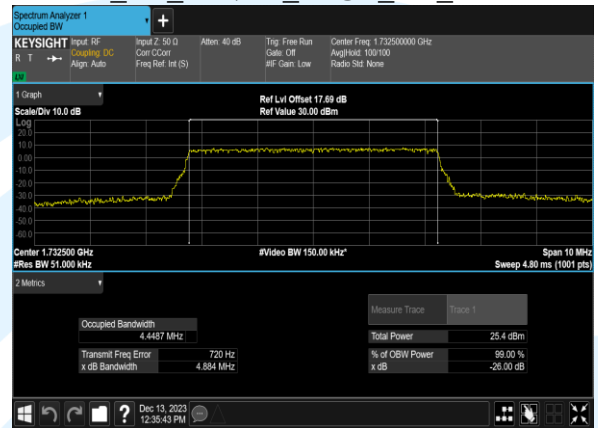 Spectrum Analyzer 1
Occupied BW
+
KEYSIGHT Input: RF Input Z: 50 Ω Atten: 40 dB Trig: Free Run Center Freq: 1.732500000 GHz
R T Coupling: DC Corr CCorr Gate: Off Avg|Hold: 100/100
Align: Auto Freq Ref: Int (S) #IF Gain: Low Radio Std: None
LV
1 Graph
Ref Lvl Offset 17.69 dB
Scale/Div 10.0 dB Ref Value 30.00 dBm
Log
20.0
10.0
0.00
-10.0
-20.0
-30.0
-40.0
-50.0
-60.0
Center 1.732500 GHz #Video BW 150.00 kHz* Span 10 MHz
#Res BW 51.000 kHz Sweep 4.80 ms (1001 pts)
2 Metrics
Measure Trace Trace 1
Occupied Bandwidth
4.4487 MHz Total Power 25.4 dBm
Transmit Freq Error 720 Hz % of OBW Power 99.00 %
x dB Bandwidth 4.884 MHz x dB -26.00 dB
? Dec 13, 2023
12:35:43 PM